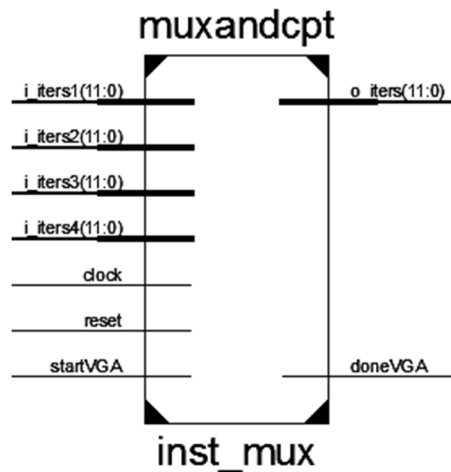 muxandcpt
i_iters1(11:0)
o_iters(11:0)
i_iters2(11:0)
i_iters3(11:0)
i_iters4(11:0)
clock
reset
startVGA
doneVGA
inst_mux